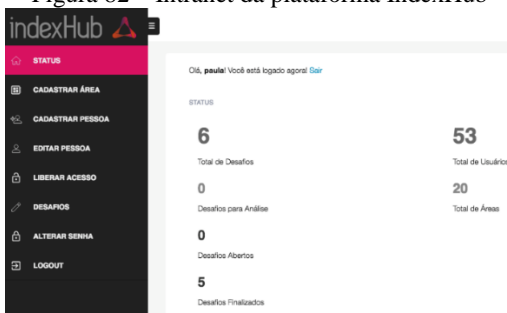 Figura 82 – Intranet da plataforma IndexHub
indexHub
STATUS
CADASTRAR ÁREA
CADASTRAR PESSOA
EDITAR PESSOA
LIBERAR ACESSO
DESAFIOS
ALTERAR SENHA
LOGOUT
Olá, paula! Você está logado agora! Sair
STATUS
6
Total de Desafios
53
Total de Usuários
0
Desafios para Análise
20
Total de Áreas
0
Desafios Abertos
5
Desafios Finalizados